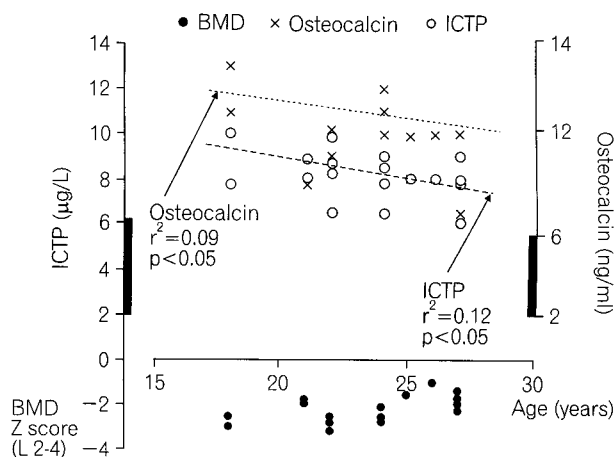 ● BMD × Osteocalcin ○ ICTP
14
12
10
8
6
4
2
0
−2
−4
ICTP (µg/L)
BMD
Z score
(L 2-4)
Osteocalcin
r²=0.09
p<0.05
ICTP
r²=0.12
p<0.05
15
20
25
30
Age (years)
14
12
6
2
Osteocalcin (ng/ml)